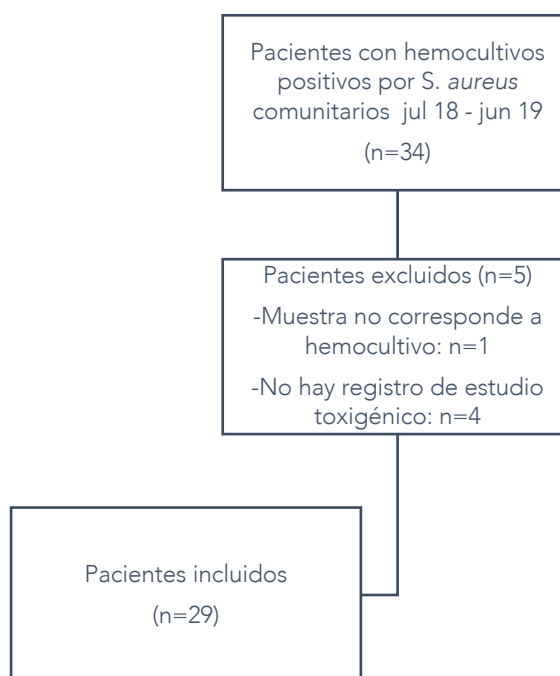 Pacientes con hemocultivos
positivos por S. aureus
comunitarios jul 18 - jun 19
(n=34)
Pacientes excluidos (n=5)
-Muestra no corresponde a
hemocultivo: n=1
-No hay registro de estudio
toxigénico: n=4
Pacientes incluidos
(n=29)